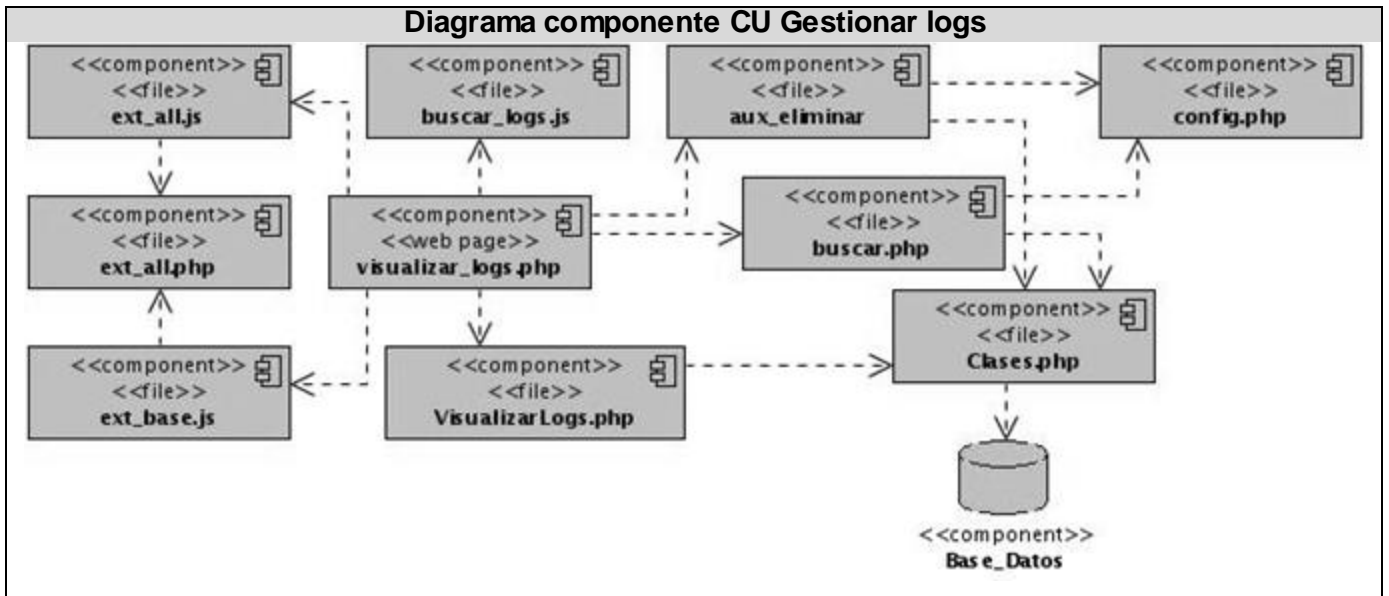 Diagrama componente CU Gestionar logs
<<component>>
<<file>>
ext_all.js
<<component>>
<<file>>
buscar_logs.js
<<component>>
<<file>>
aux_eliminar
<<component>>
<<file>>
config.php
<<component>>
<<file>>
ext_all.php
<<component>>
<<web page>>
visualizar_logs.php
<<component>>
<<file>>
buscar.php
<<component>>
<<file>>
Clases.php
<<component>>
<<file>>
ext_base.js
<<component>>
<<file>>
VisualizarLogs.php
<<component>>
Base_Datos